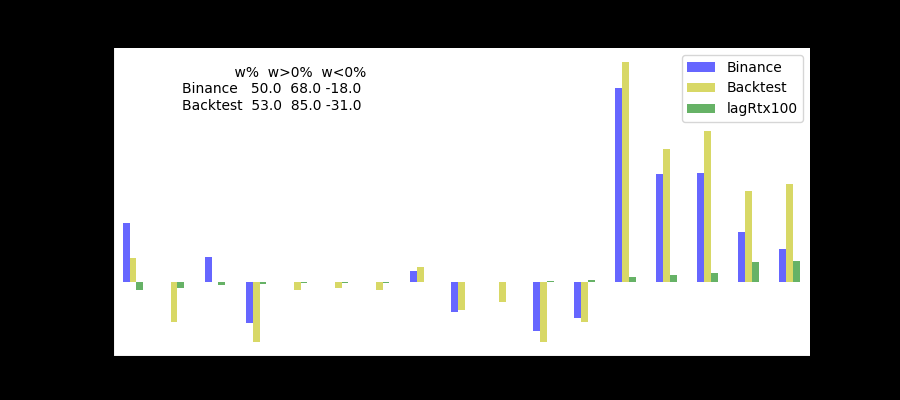 w% w>0% w<0%
Binance 50.0 68.0 -18.0
Backtest 53.0 85.0 -31.0
Binance
Backtest
lagRtx100